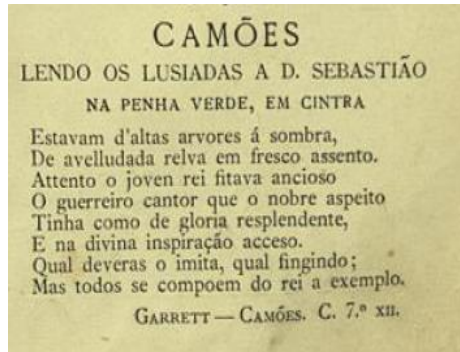 CAMÕES
LENDO OS LUSIADAS A D. SEBASTIÃO
NA PENHA VERDE, EM CINTRA
Estavam d'altas arvores á sombra,
De avelludada relva em fresco assento.
Attento o joven rei fitava ancioso
O guerreiro cantor que o nobre aspeito
Tinha como de gloria resplendente,
E na divina inspiração acceso.
Qual deveras o imita, qual fingindo;
Mas todos se compoem do rei a exemplo.
GARRETT — CAMÕES. C. 7.º XII.